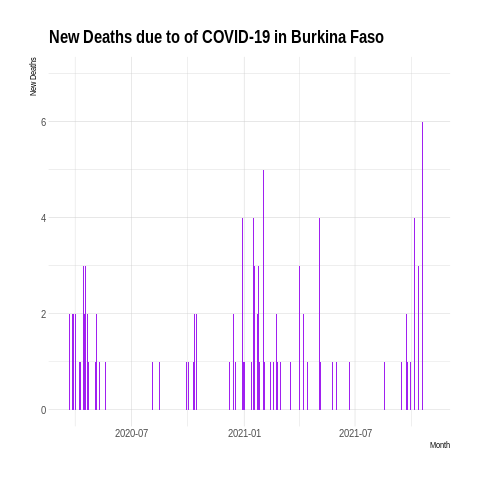 New Deaths due to of COVID-19 in Burkina Faso
New Deaths
6
4
2
0
2020-07
2021-01
2021-07
Month